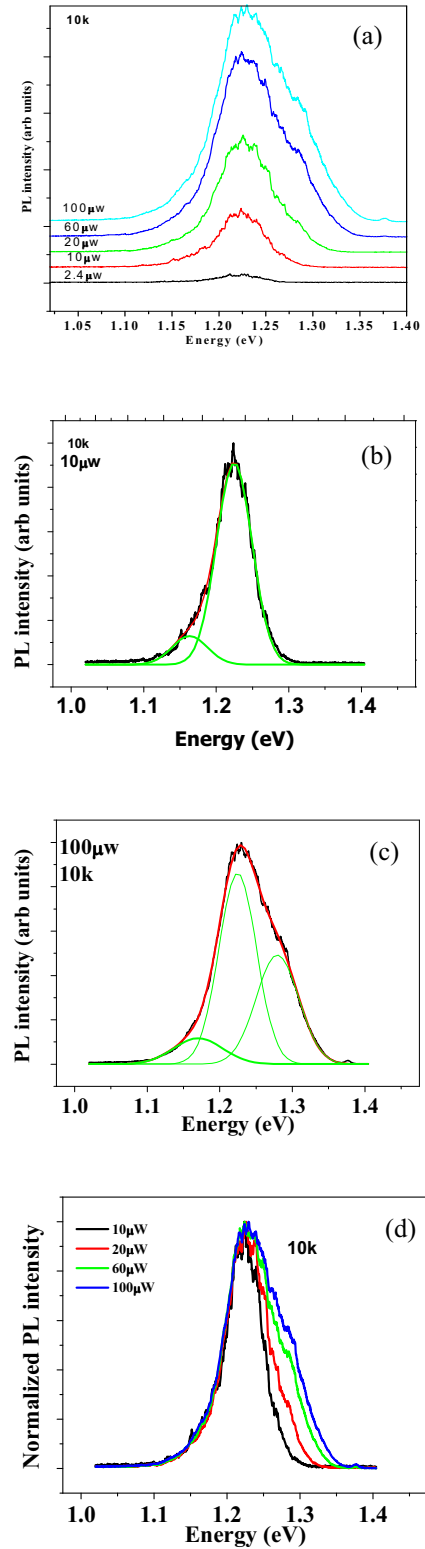 (a)
10k
PL intensity (arb units)
100μw
60μw
20μw
10μw
2.4μw
1.05 1.10 1.15 1.20 1.25 1.30 1.35 1.40
Energy (eV)
(b)
10k
10μw
PL intensity (arb units)
1.0 1.1 1.2 1.3 1.4
Energy (eV)
(c)
100μw
10k
PL intensity (arb units)
1.0 1.1 1.2 1.3 1.4
Energy (eV)
(d)
10μW
20μW
60μW
100μW
10k
Normalized PL intensity
1.0 1.1 1.2 1.3 1.4
Energy (eV)